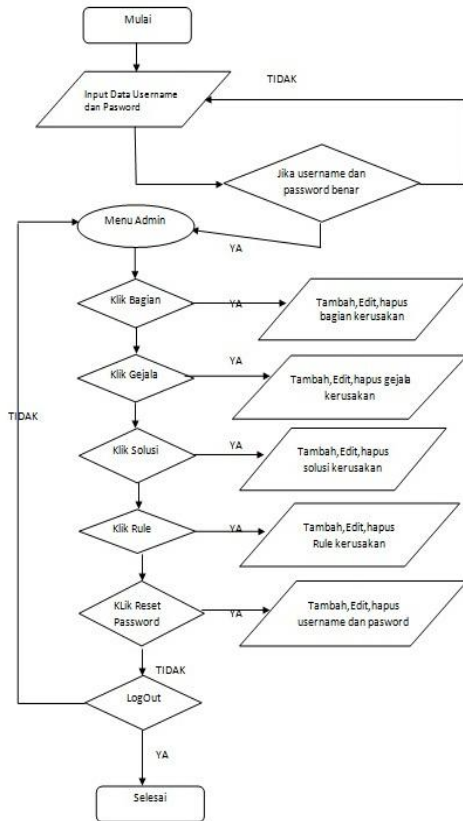 Mulai
TIDAK
Input Data Username
dan Pasword
Jika username dan
password benar
Menu Admin
YA
Klik Bagian
YA
Tambah,Edit,hapus
bagian kerusakan
Klik Gejala
YA
Tambah,Edit,hapus gejala
kerusakan
TIDAK
Klik Solusi
YA
Tambah,Edit,hapus
solusi kerusakan
Klik Rule
YA
Tambah,Edit,hapus
Rule kerusakan
KLik Reset
Password
YA
Tambah,Edit,hapus
username dan pasword
TIDAK
LogOut
YA
Selesai